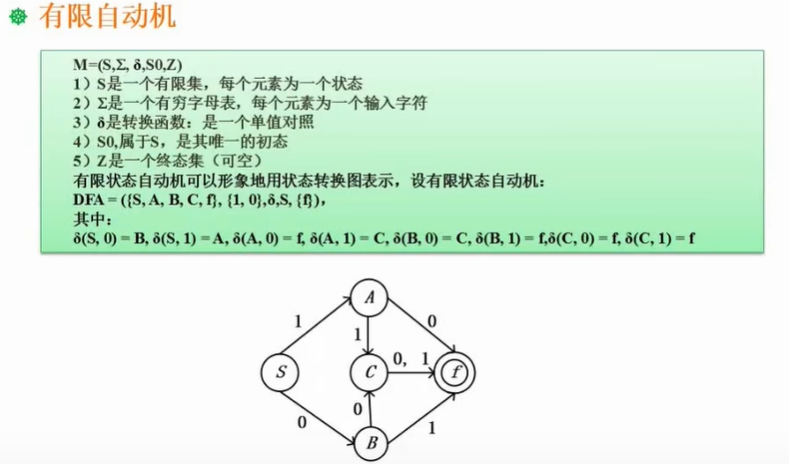 有限自动机
M=(S,Σ, δ,S0,Z)
1）S是一个有限集，每个元素为一个状态
2）Σ是一个有穷字母表，每个元素为一个输入字符
3）δ是转换函数：是一个单值对照
4）S0,属于S，是其唯一的初态
5）Z是一个终态集（可空）
有限状态自动机可以形象地用状态转换图表示，设有限状态自动机：
DFA = ({S, A, B, C, f}, {1, 0},δ,S, {f})，
其中：
δ(S, 0) = B, δ(S, 1) = A, δ(A, 0) = f, δ(A, 1) = C, δ(B, 0) = C, δ(B, 1) = f,δ(C, 0) = f, δ(C, 1) = f
A
1
0
1
S
C
0， 1
f
0
0
1
B